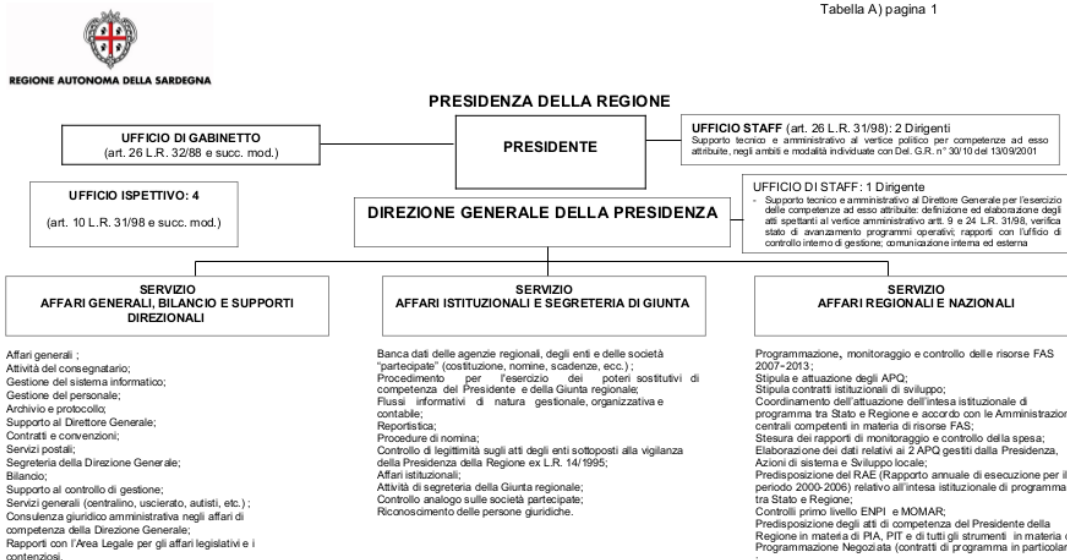 Tabella A) pagina 1
REGIONE AUTONOMA DELLA SARDEGNA
PRESIDENZA DELLA REGIONE
UFFICIO DI GABINETTO
(art. 26 L.R. 32/88 e succ. mod.)
PRESIDENTE
UFFICIO STAFF (art. 26 L.R. 31/98): 2 Dirigenti
Supporto tecnico e amministrativo al vertice politico per competenze ad esso
attribuite, negli ambiti e modalità individuate con Del. G.R. n° 30/10 del 13/09/2001
UFFICIO ISPETTIVO: 4
(art. 10 L.R. 31/98 e succ. mod.)
DIREZIONE GENERALE DELLA PRESIDENZA
UFFICIO DI STAFF: 1 Dirigente
- Supporto tecnico e amministrativo al Direttore Generale per l'esercizio
delle competenze ad esso attribuite: definizione ed elaborazione degli
atti spettanti al vertice amministrativo artt. 9 e 24 L.R. 31/98, verifica
stato di avanzamento programmi operativi; rapporti con l'ufficio di
controllo interno di gestione; comunicazione interna ed esterna
SERVIZIO
AFFARI GENERALI, BILANCIO E SUPPORTI
DIREZIONALI
Affari generali ;
Attività del consegnatario;
Gestione del sistema informatico;
Gestione del personale;
Archivio e protocollo;
Supporto al Direttore Generale;
Contratti e convenzioni;
Servizi postali;
Segreteria della Direzione Generale;
Bilancio;
Supporto al controllo di gestione;
Servizi generali (centralino, uscierato, autisti, etc.) ;
Consulenza giuridico amministrativa negli affari di
competenza della Direzione Generale;
Rapporti con l'Area Legale per gli affari legislativi e i
contenziosi.
SERVIZIO
AFFARI ISTITUZIONALI E SEGRETERIA DI GIUNTA
Banca dati delle agenzie regionali, degli enti e delle società
"partecipate" (costituzione, nomine, scadenze, ecc.) ;
Procedimento per l'esercizio dei poteri sostitutivi di
competenza del Presidente e della Giunta regionale;
Flussi informativi di natura gestionale, organizzativa e
contabile;
Reportistica;
Procedure di nomina;
Controllo di legittimità sugli atti degli enti sottoposti alla vigilanza
della Presidenza della Regione ex L.R. 14/1995;
Affari istituzionali;
Attività di segreteria della Giunta regionale;
Controllo analogo sulle società partecipate;
Riconoscimento delle persone giuridiche.
SERVIZIO
AFFARI REGIONALI E NAZIONALI
Programmazione, monitoraggio e controllo delle risorse FAS
2007-2013;
Stipula e attuazione degli APQ;
Stipula contratti istituzionali di sviluppo;
Coordinamento dell'attuazione dell'intesa istituzionale di
programma tra Stato e Regione e accordo con le Amministrazion
centrali competenti in materia di risorse FAS;
Stesura dei rapporti di monitoraggio e controllo della spesa;
Elaborazione dei dati relativi ai 2 APQ gestiti dalla Presidenza,
Azioni di sistema e Sviluppo locale;
Predisposizione del RAE (Rapporto annuale di esecuzione per il
periodo 2000-2006) relativo all'intesa istituzionale di programma
tra Stato e Regione;
Controlli primo livello ENPI e MOMAR;
Predisposizione degli atti di competenza del Presidente della
Regione in materia di PIA, PIT e di tutti gli strumenti in materia d
Programmazione Negoziata (contratti di programma in particolar
;